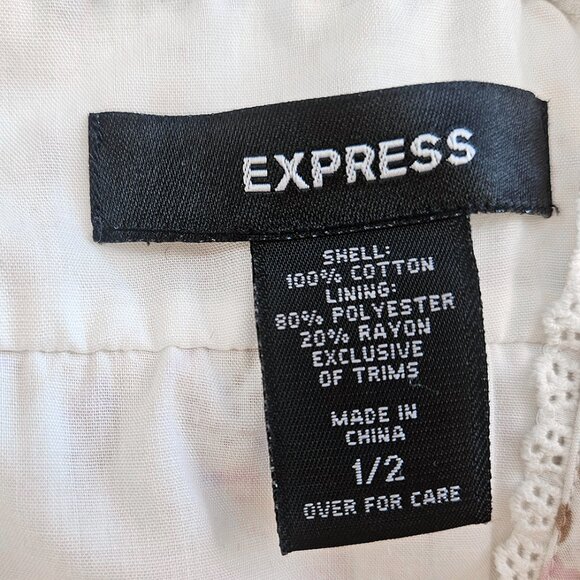 EXPRESS
SHELL:
100% COTTON
LINING:
80% POLYESTER
20% RAYON
EXCLUSIVE
OF TRIMS
MADE IN
CHINA
1/2
OVER FOR CARE